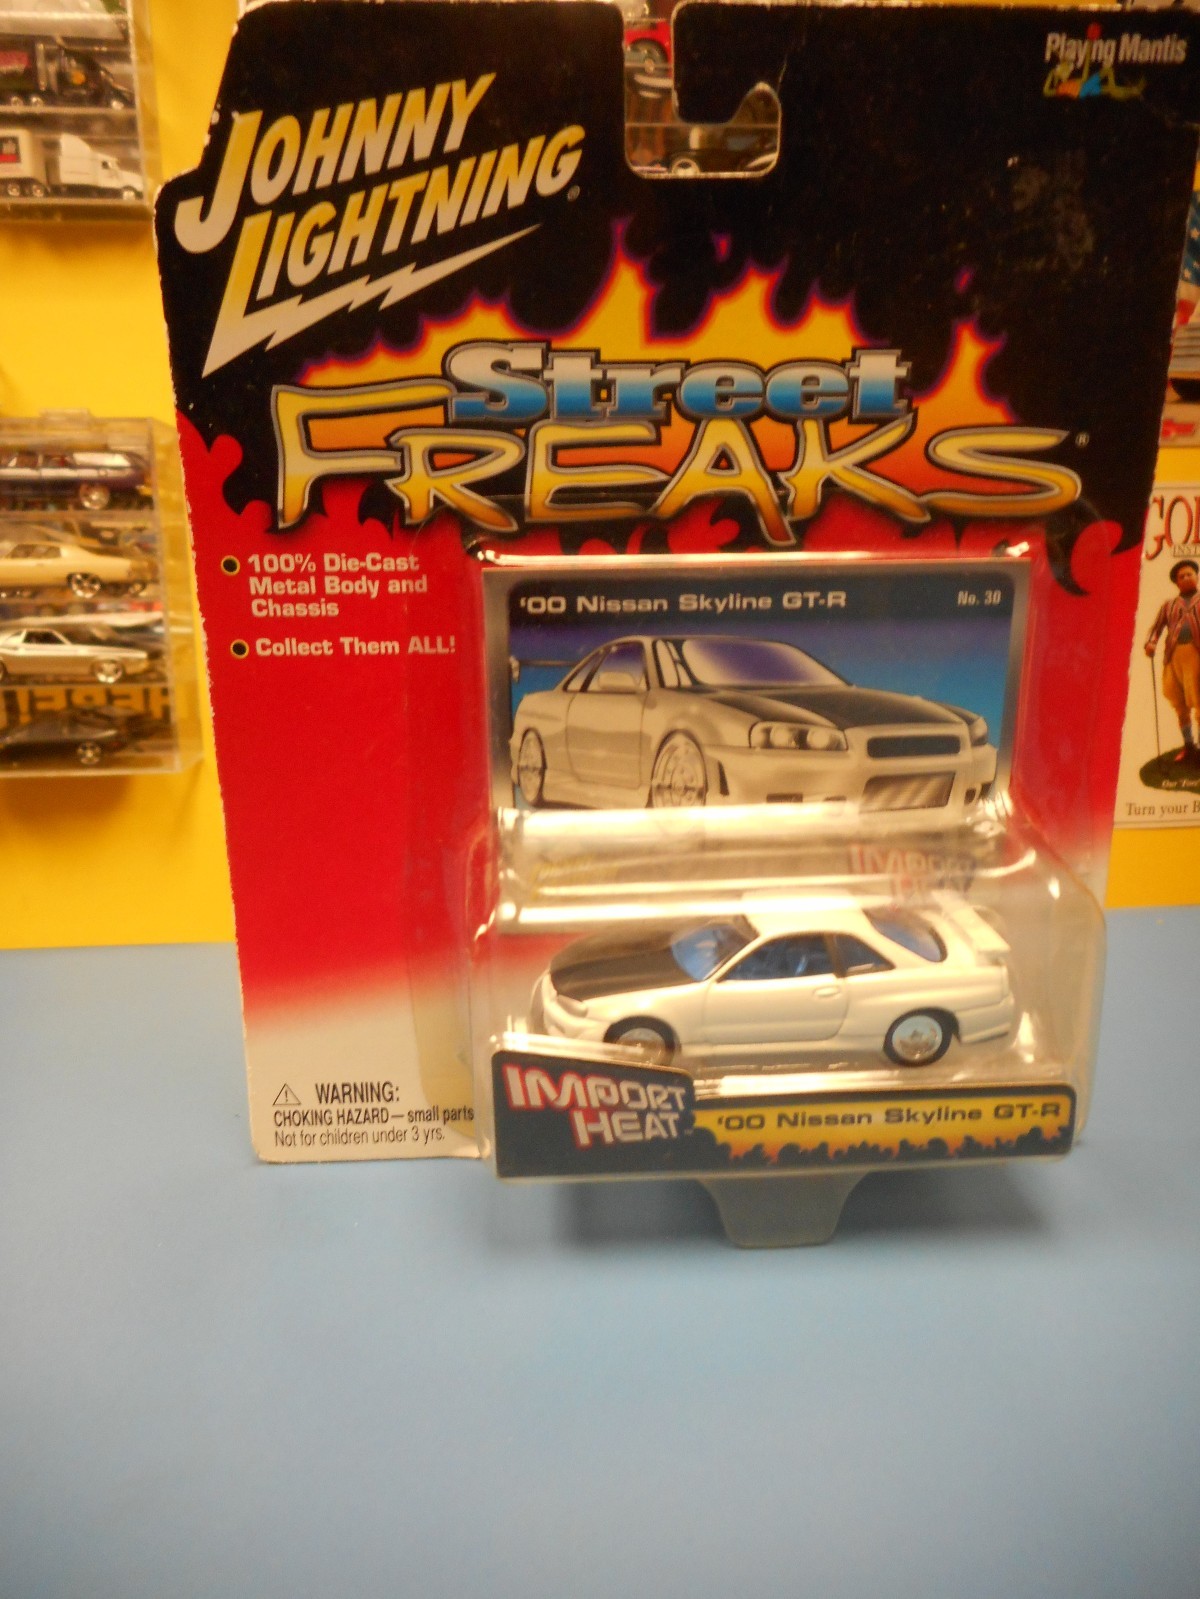 Playing Mantis
JOHNNY
LIGHTNING®
Street
FREAKS®
100% Die-Cast
Metal Body and
Chassis
Collect Them ALL!
'00 Nissan Skyline GT-R
No. 30
IMPORT
HEAT
WARNING:
CHOKING HAZARD — small parts
Not for children under 3 yrs.
IMPORT
HEAT™
'00 Nissan Skyline GT-R
Turn your